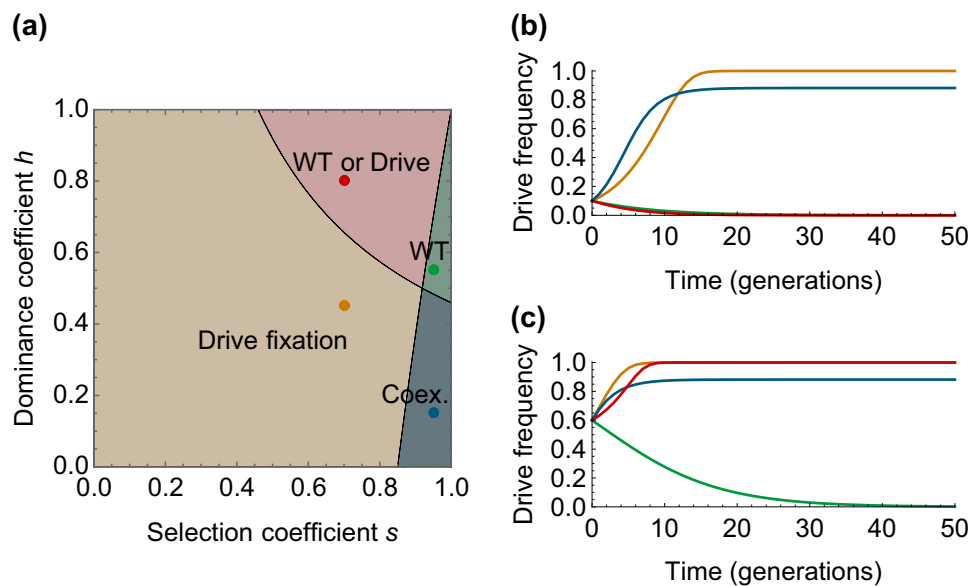 (a)
1.0
0.8
0.6
0.4
0.2
0.0
Dominance coefficient h
WT or Drive
WT
Drive fixation
Coex.
0.0 0.2 0.4 0.6 0.8 1.0
Selection coefficient s
(b)
Drive frequency
1.0
0.8
0.6
0.4
0.2
0.0
0 10 20 30 40 50
Time (generations)
(c)
Drive frequency
1.0
0.8
0.6
0.4
0.2
0.0
0 10 20 30 40 50
Time (generations)